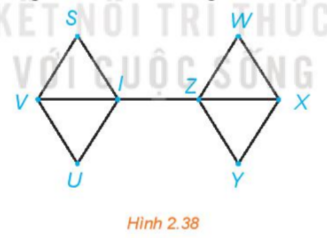 KẾT NỐI TRI THỨC
VỚI CUỘC SỐNG
S W
V I Z X
U Y
Hình 2.38